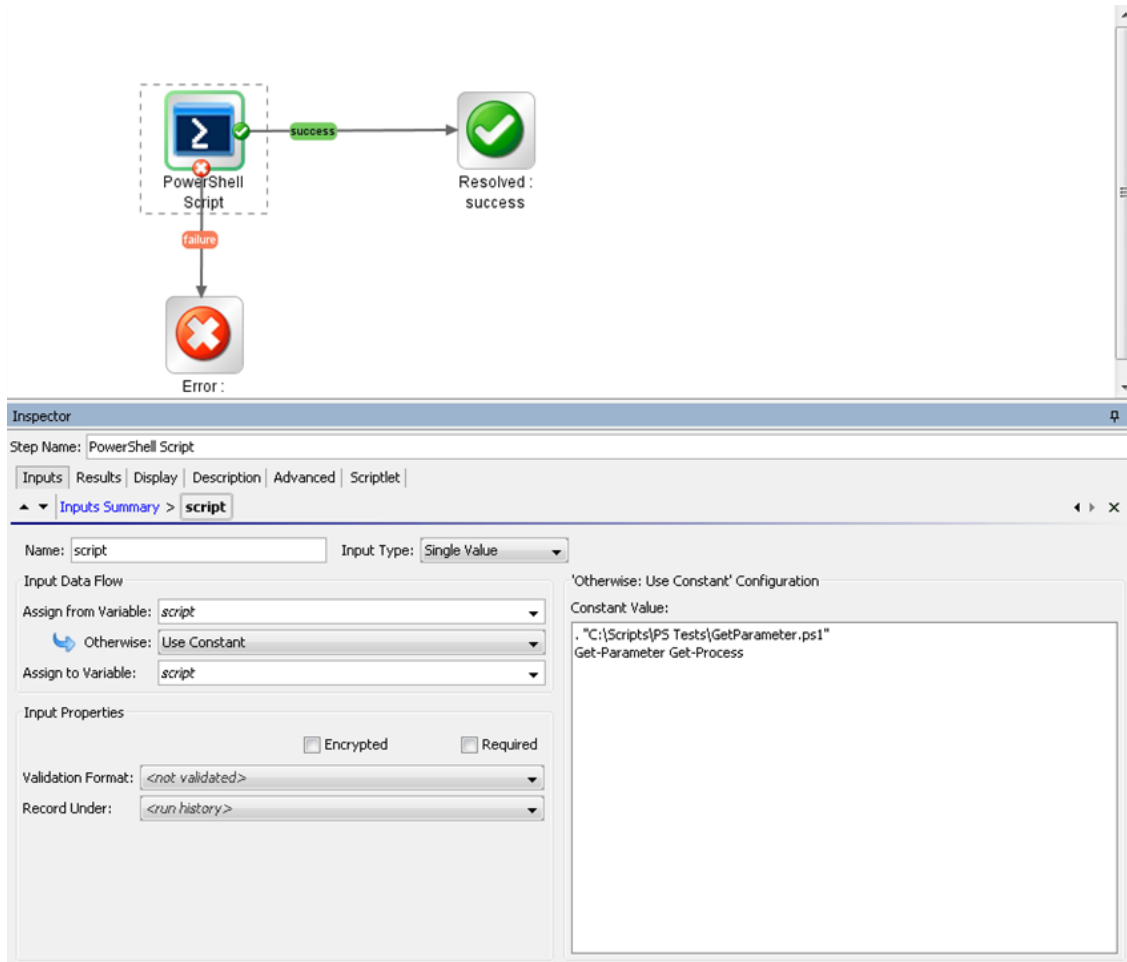 success
PowerShell
Script
Resolved :
success
failure
Error :
Inspector
Step Name: PowerShell Script
Inputs Results Display Description Advanced Scriptlet
Inputs Summary > script
Name: script Input Type: Single Value
Input Data Flow
Assign from Variable: script
Otherwise: Use Constant
Assign to Variable: script
Input Properties
Encrypted Required
Validation Format: <not validated>
Record Under: <run history>
'Otherwise: Use Constant' Configuration
Constant Value:
. "C:\Scripts\PS Tests\GetParameter.ps1"
Get-Parameter Get-Process